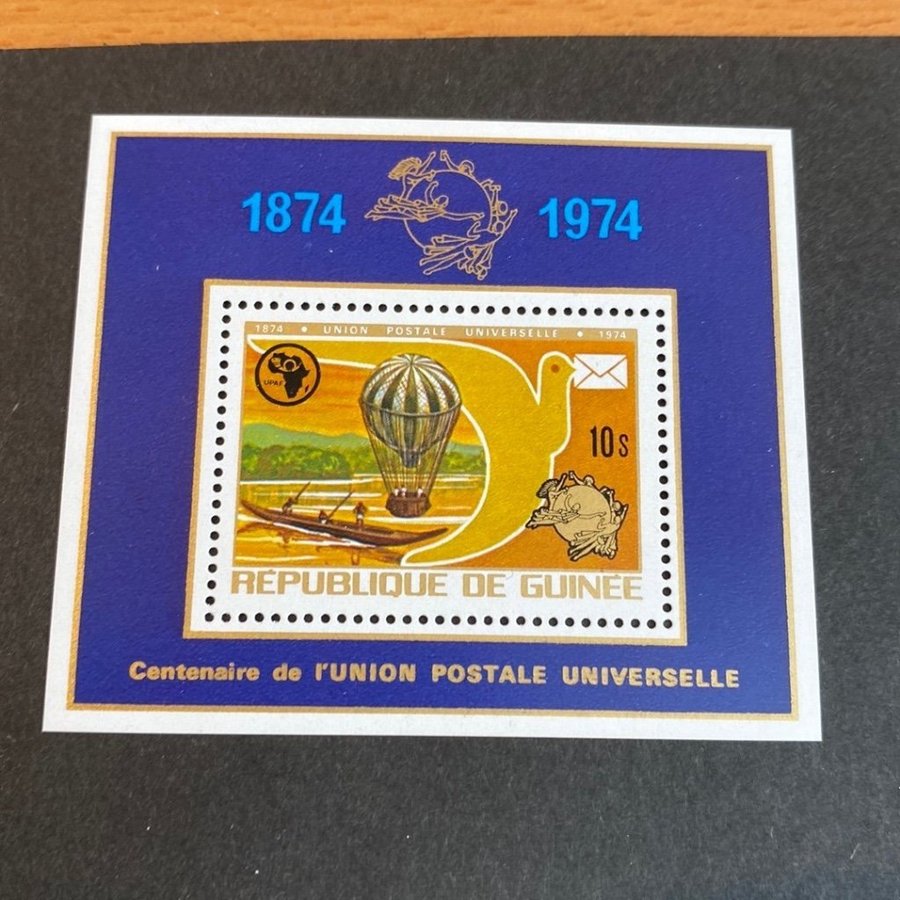 1874 1974
1874 • UNION POSTALE UNIVERSELLE • 1974
UPAF
10s
RÉPUBLIQUE DE GUINÉE
Centenaire de l'UNION POSTALE UNIVERSELLE